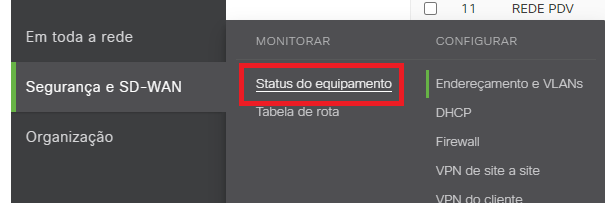 11 REDE PDV
Em toda a rede
Segurança e SD-WAN
Organização
MONITORAR
Status do equipamento
Tabela de rota
CONFIGURAR
Endereçamento e VLANs
DHCP
Firewall
VPN de site a site
VPN do cliente